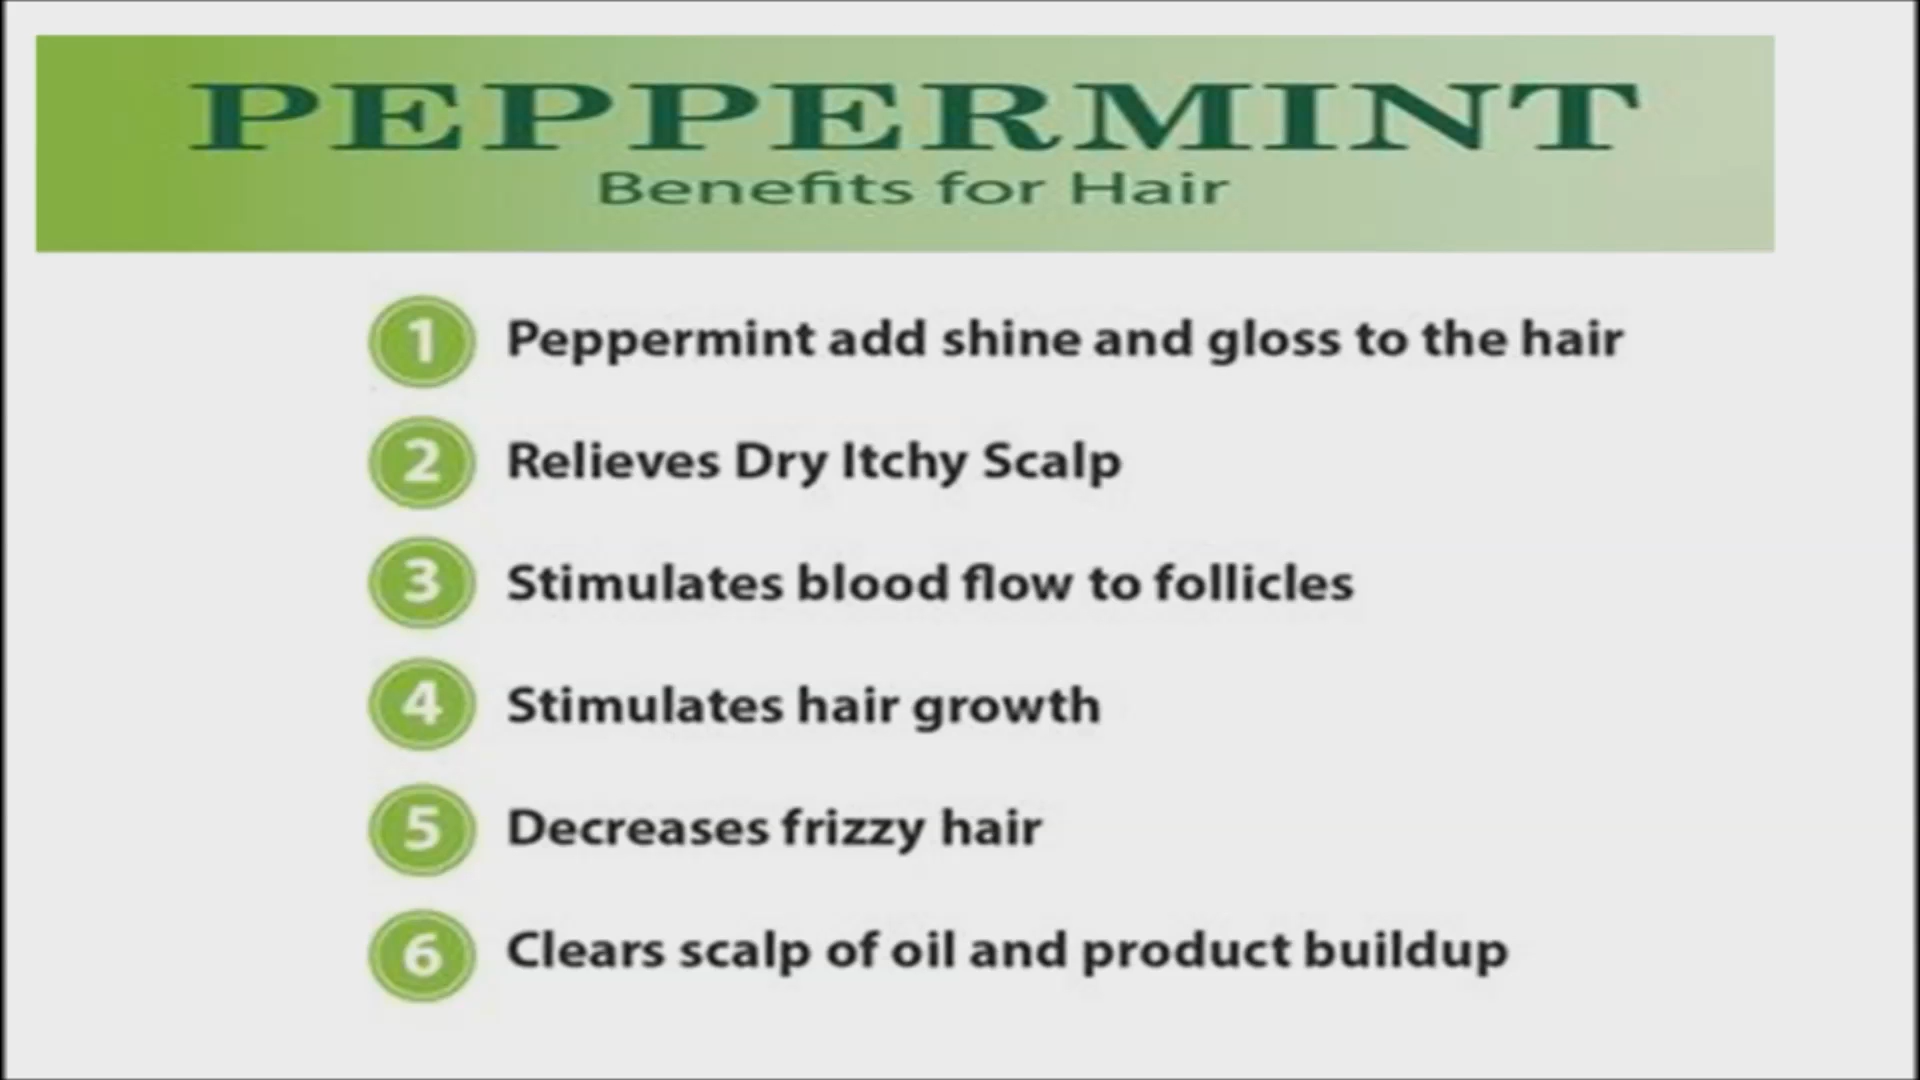 PEPPERMINT
Benefits for Hair
1 Peppermint add shine and gloss to the hair
2 Relieves Dry Itchy Scalp
3 Stimulates blood flow to follicles
4 Stimulates hair growth
5 Decreases frizzy hair
6 Clears scalp of oil and product buildup